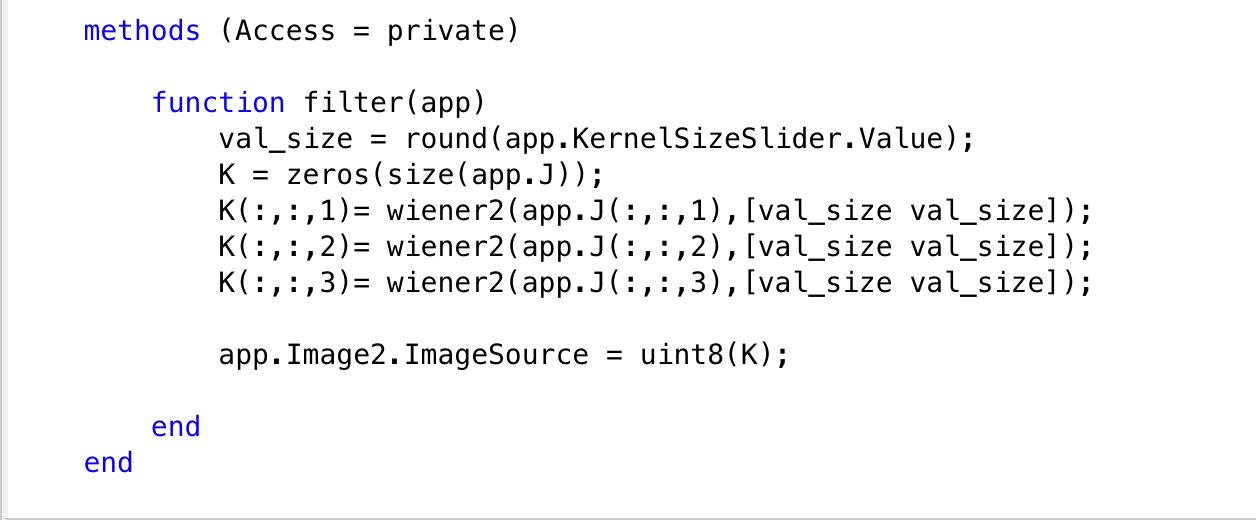 methods (Access = private)
function filter(app)
val_size = round(app.KernelSizeSlider.Value);
K = zeros(size(app.J));
K(:,:,1)= wiener2(app.J(:,:,1),[val_size val_size]);
K(:,:,2)= wiener2(app.J(:,:,2),[val_size val_size]);
K(:,:,3)= wiener2(app.J(:,:,3),[val_size val_size]);
app.Image2.ImageSource = uint8(K);
end
end